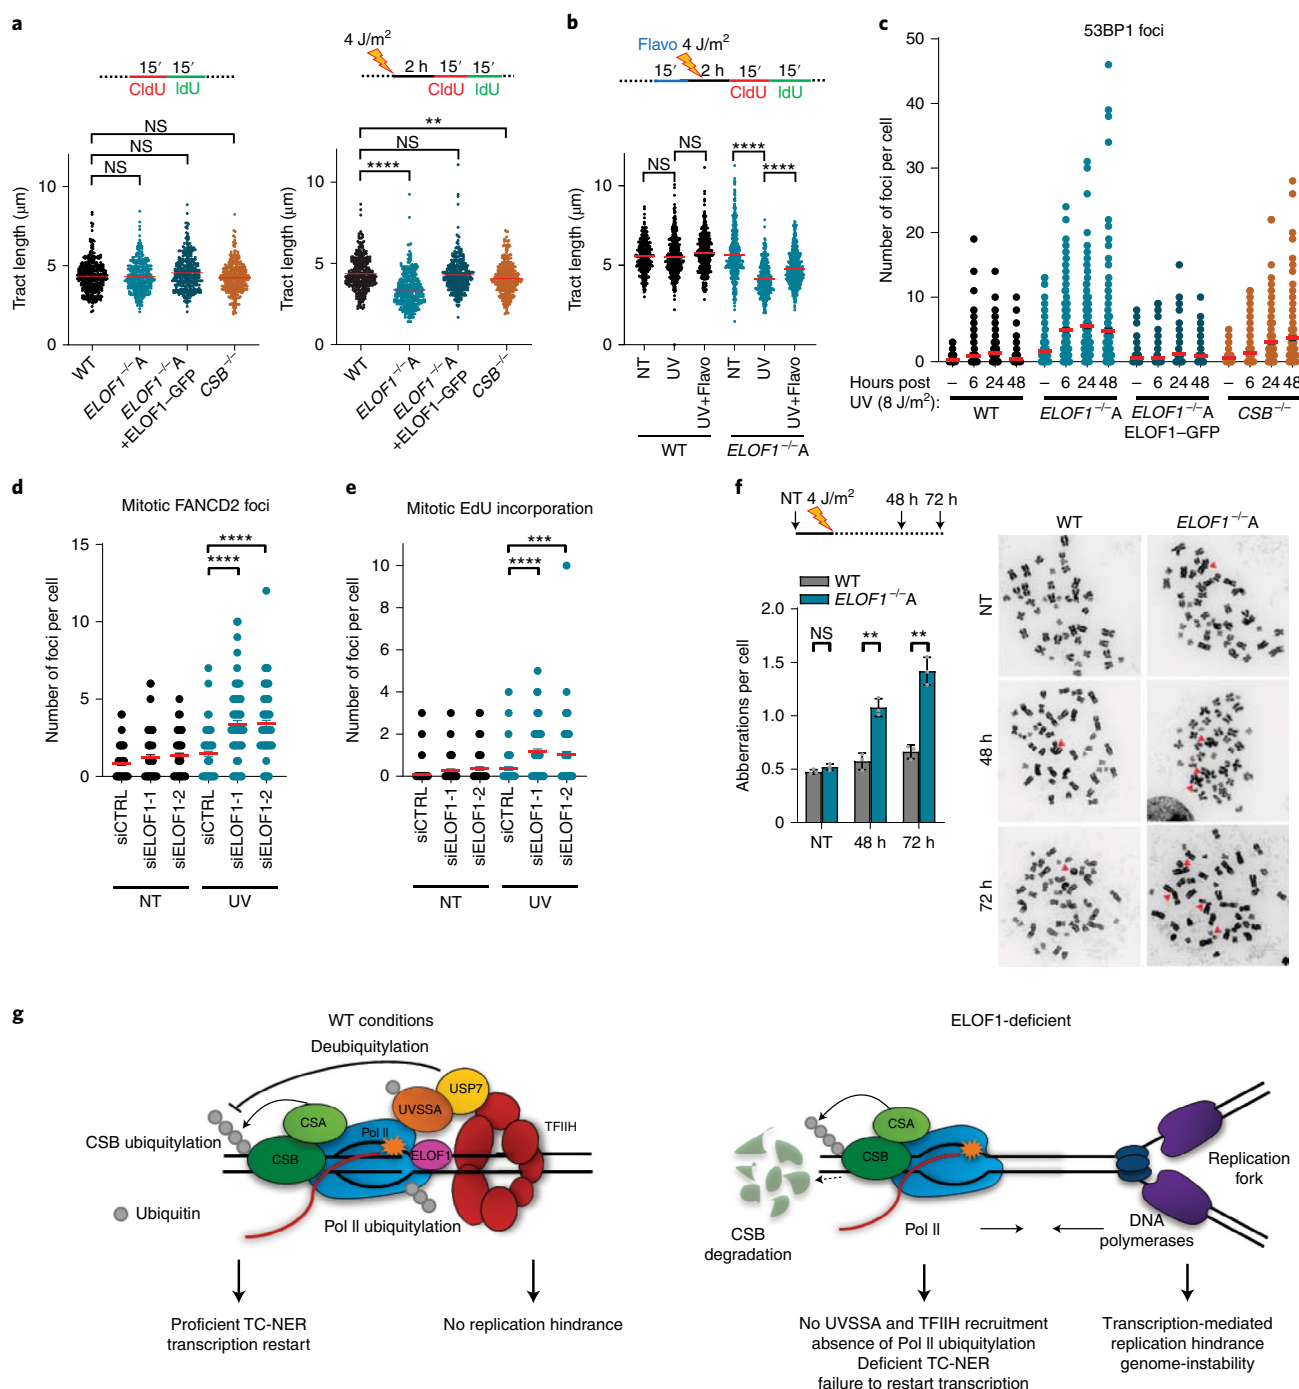 a
15′ 15′
CldU IdU
NS
NS
NS
Tract length (μm)
10
5
0
WT
ELOF1−/−A
ELOF1−/−A
+ELOF1–GFP
CSB−/−
4 J/m²
2 h 15′ 15′
CldU IdU
**
NS
****
Tract length (μm)
10
5
0
WT
ELOF1−/−A
ELOF1−/−A
+ELOF1–GFP
CSB−/−
b
Flavo 4 J/m²
15′ 2 h 15′ 15′
CldU IdU
NS
NS
****
****
Tract length (μm)
10
5
0
NT
UV
UV+Flavo
NT
UV
UV+Flavo
WT
ELOF1−/−A
c
53BP1 foci
Number of foci per cell
50
40
30
20
10
0
Hours post
UV (8 J/m²):
– 6 24 48 – 6 24 48 – 6 24 48 – 6 24 48
WT
ELOF1−/−A
ELOF1−/−A
ELOF1–GFP
CSB−/−
d
Mitotic FANCD2 foci
Number of foci per cell
15
10
5
0
****
****
siCTRL
siELOF1-1
siELOF1-2
siCTRL
siELOF1-1
siELOF1-2
NT
UV
e
Mitotic EdU incorporation
Number of foci per cell
10
8
6
4
2
0
***
****
siCTRL
siELOF1-1
siELOF1-2
siCTRL
siELOF1-1
siELOF1-2
NT
UV
f
NT 4 J/m² 48 h 72 h
WT
ELOF1−/−A
Abberrations per cell
2.0
1.5
1.0
0.5
0
NS
**
**
NT
48 h
72 h
WT
ELOF1−/−A
NT
48 h
72 h
g
WT conditions
Deubiquitylation
USP7
UVSSA
CSA
TFIIH
Pol II
CSB ubiquitylation
CSB
ELOF1
Ubiquitin
Pol II ubiquitylation
Proficient TC-NER
transcription restart
No replication hindrance
ELOF1-deficient
CSA
CSB
Replication
fork
CSB
degradation
Pol II
DNA
polymerases
No UVSSA and TFIIH recruitment
absence of Pol II ubiquitylation
Deficient TC-NER
failure to restart transcription
Transcription-mediated
replication hindrance
genome-instability